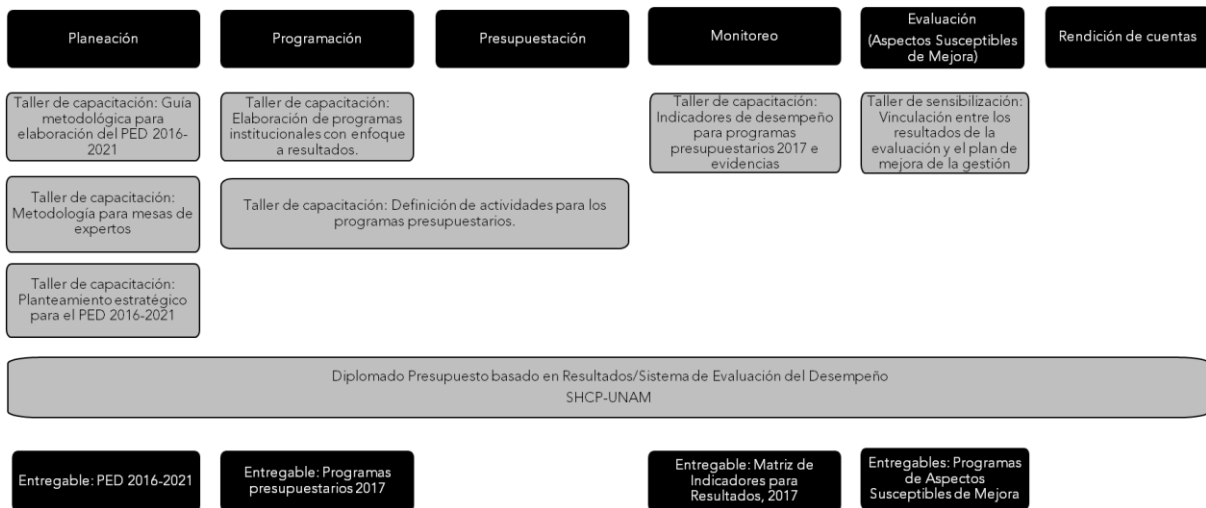 Planeación
Programación
Presupuestación
Monitoreo
Evaluación
(Aspectos Susceptibles
de Mejora)
Rendición de cuentas
Taller de capacitación: Guía
metodológica para
elaboración del PED 2016-
2021
Taller de capacitación:
Elaboración de programas
institucionales con enfoque
a resultados.
Taller de capacitación:
Indicadores de desempeño
para programas
presupuestarios 2017 e
evidencias
Taller de sensibilización:
Vinculación entre los
resultados de la
evaluación y el plan de
mejora de la gestión
Taller de capacitación:
Metodología para mesas de
expertos
Taller de capacitación: Definición de actividades para los
programas presupuestarios.
Taller de capacitación:
Planteamiento estratégico
para el PED 2016-2021
Diplomado Presupuesto basado en Resultados/Sistema de Evaluación del Desempeño
SHCP-UNAM
Entregable: PED 2016-2021
Entregable: Programas
presupuestarios 2017
Entregable: Matriz de
Indicadores para
Resultados, 2017
Entregables: Programas
de Aspectos
Susceptibles de Mejora